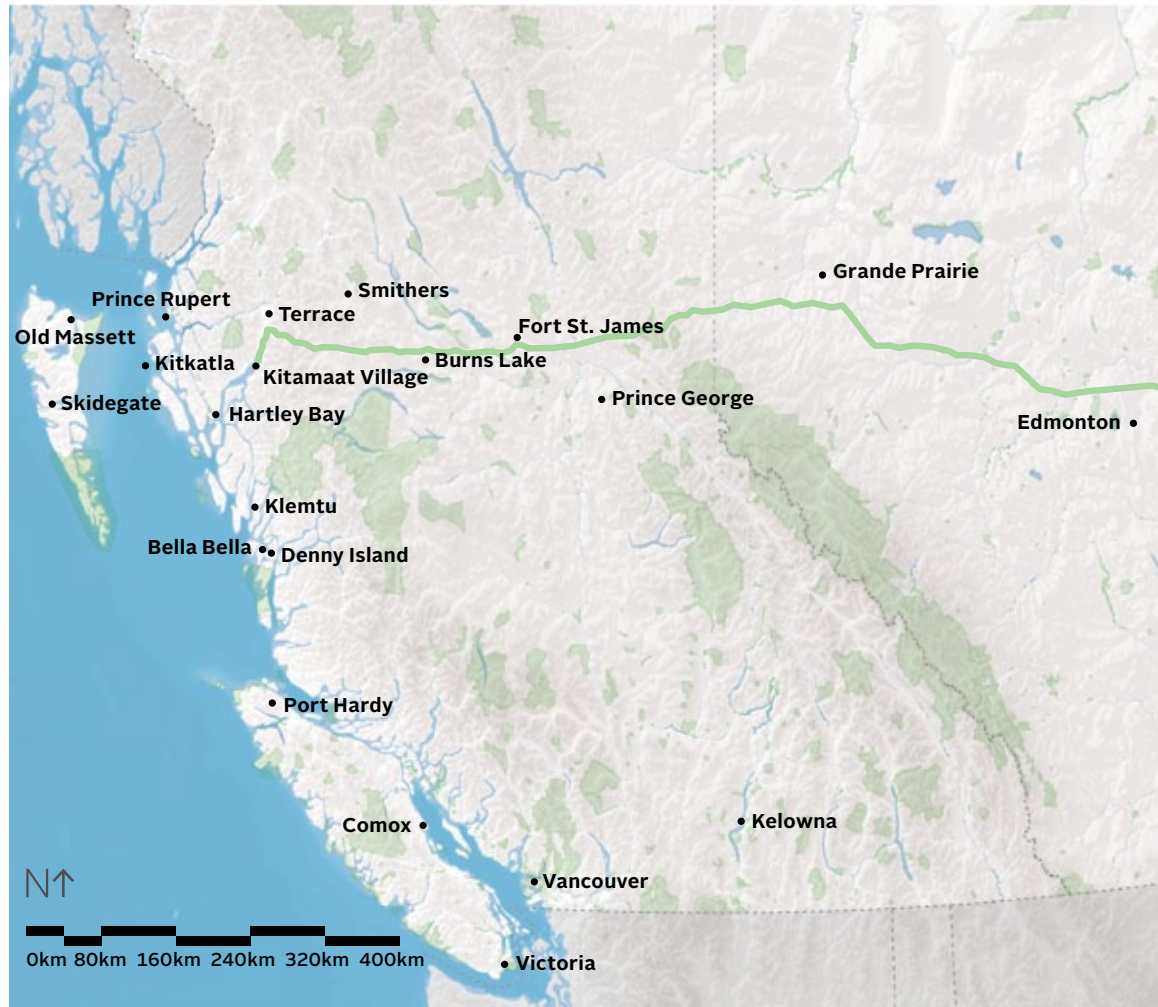 Grande Prairie
Smithers
Prince Rupert
Terrace
Fort St. James
Old Massett
Kitkatla
Burns Lake
Kitamaat Village
Prince George
Skidegate
Hartley Bay
Edmonton
Klemtu
Bella Bella
Denny Island
Port Hardy
Kelowna
Comox
N↑
Vancouver
0km 80km 160km 240km 320km 400km
Victoria